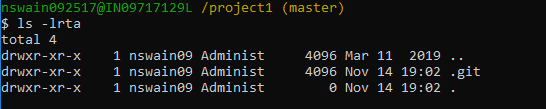 nswain092517@IN09717129L /project1 (master)
$ ls -lrta
total 4
drwxr-xr-x    1 nswain09 Administ     4096 Mar 11  2019 ..
drwxr-xr-x    1 nswain09 Administ     4096 Nov 14 19:02 .git
drwxr-xr-x    1 nswain09 Administ        0 Nov 14 19:02 .